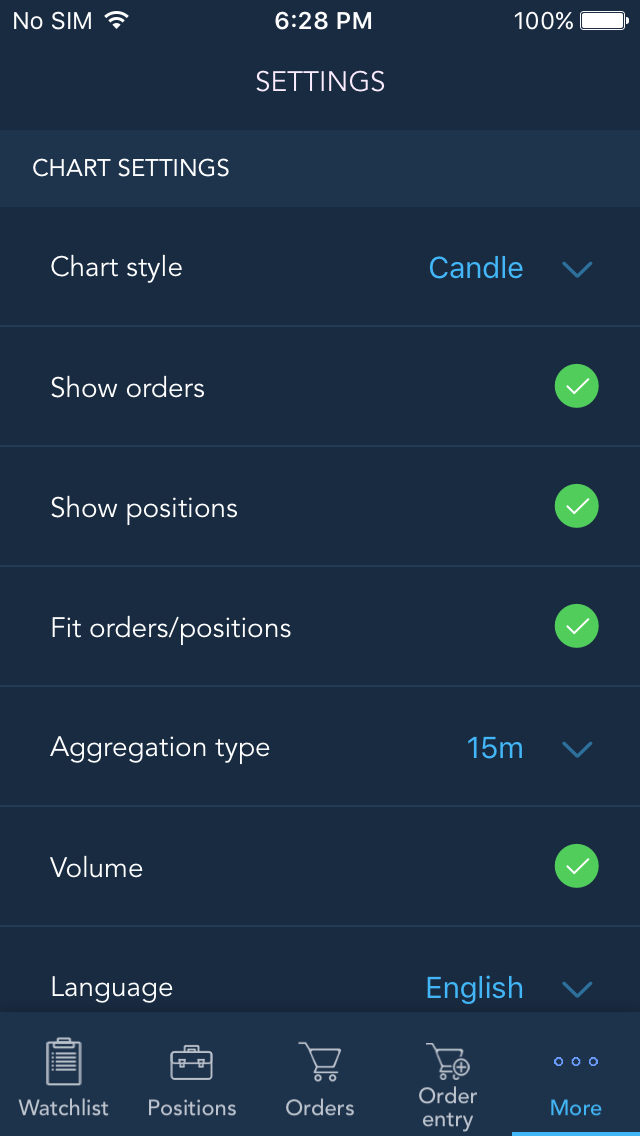 No SIM 6:28 PM 100%
SETTINGS
CHART SETTINGS
Chart style Candle
Show orders
Show positions
Fit orders/positions
Aggregation type 15m
Volume
Language English
Watchlist Positions Orders Order entry More